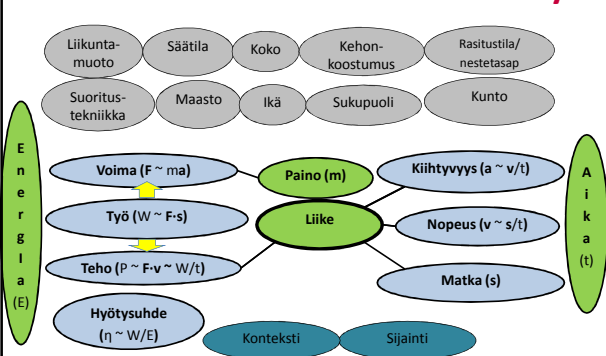 Liikunta-
muoto
Säätila
Koko
Kehon-
koostumus
Rasitustila/
nestetasap
Suoritus-
tekniikka
Maasto
Ikä
Sukupuoli
Kunto
E
n
e
r
g
I
a
(E)
Voima (F ~ ma)
Työ (W ~ F·s)
Teho (P ~ F·v ~ W/t)
Hyötysuhde
(η ~ W/E)
Paino (m)
Liike
Kiihtyvyys (a ~ v/t)
Nopeus (v ~ s/t)
Matka (s)
A
i
k
a
(t)
Konteksti
Sijainti